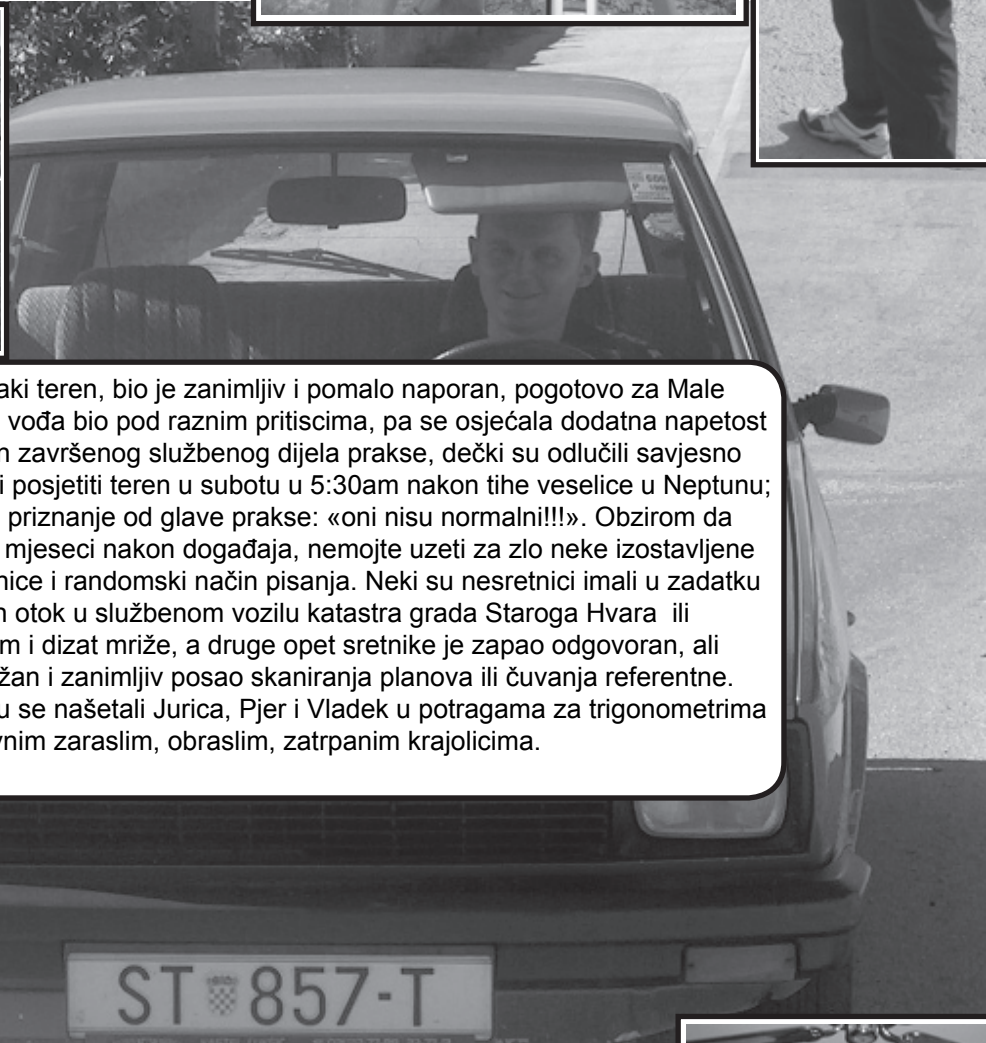 aki teren, bio je zanimljiv i pomalo naporan, pogotovo za Male
vođa bio pod raznim pritiscima, pa se osjećala dodatna napetost
n završenog službenog dijela prakse, dečki su odlučili savjesno
i posjetiti teren u subotu u 5:30am nakon tihe veselice u Neptunu;
priznanje od glave prakse: «oni nisu normalni!!!». Obzirom da
mjeseci nakon događaja, nemojte uzeti za zlo neke izostavljene
nice i randomski način pisanja. Neki su nesretnici imali u zadatku
n otok u službenom vozilu katastra grada Staroga Hvara ili
m i dizat mriže, a druge opet sretnike je zapao odgovoran, ali
žan i zanimljiv posao skaniranja planova ili čuvanja referentne.
u se našetali Jurica, Pjer i Vladek u potragama za trigonometrima
vnim zaraslim, obraslim, zatrpanim krajolicima.
ST 857-T